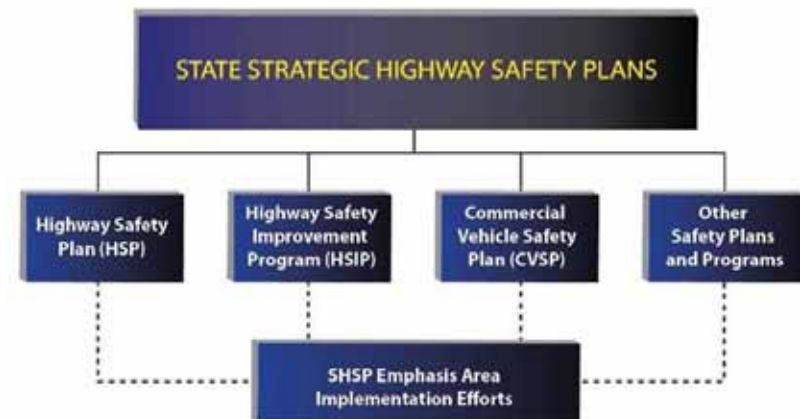 STATE STRATEGIC HIGHWAY SAFETY PLANS
Highway Safety
Plan (HSP)
Highway Safety
Improvement
Program (HSIP)
Commercial
Vehicle Safety
Plan (CVSP)
Other
Safety Plans
and Programs
SHSP Emphasis Area
Implementation Efforts